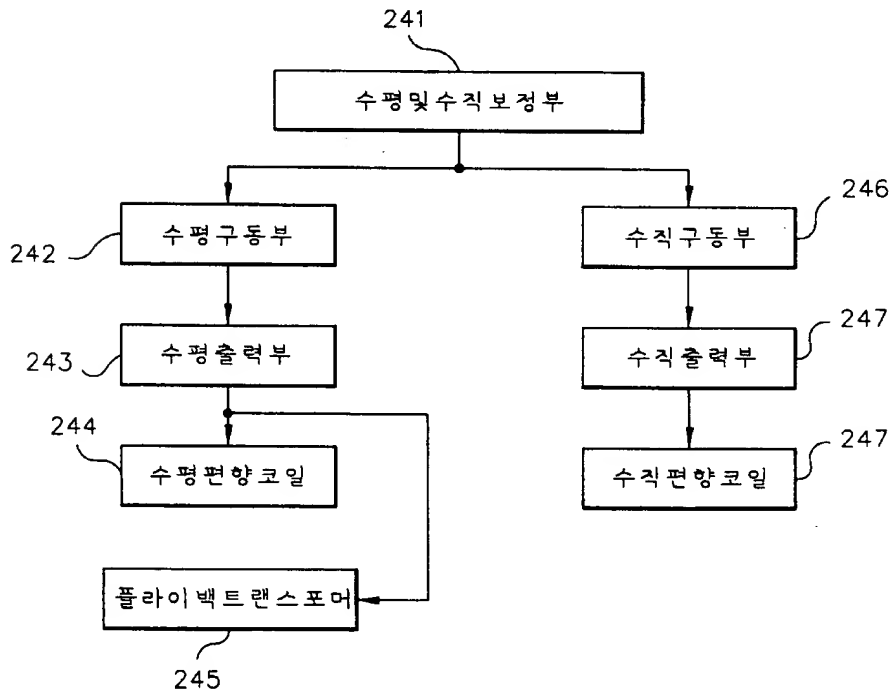 241
수평및수직보정부
수평구동부
242
수직구동부
246
수평출력부
243
수직출력부
247
244
수평편향코일
수직편향코일
247
플라이백트랜스포머
245